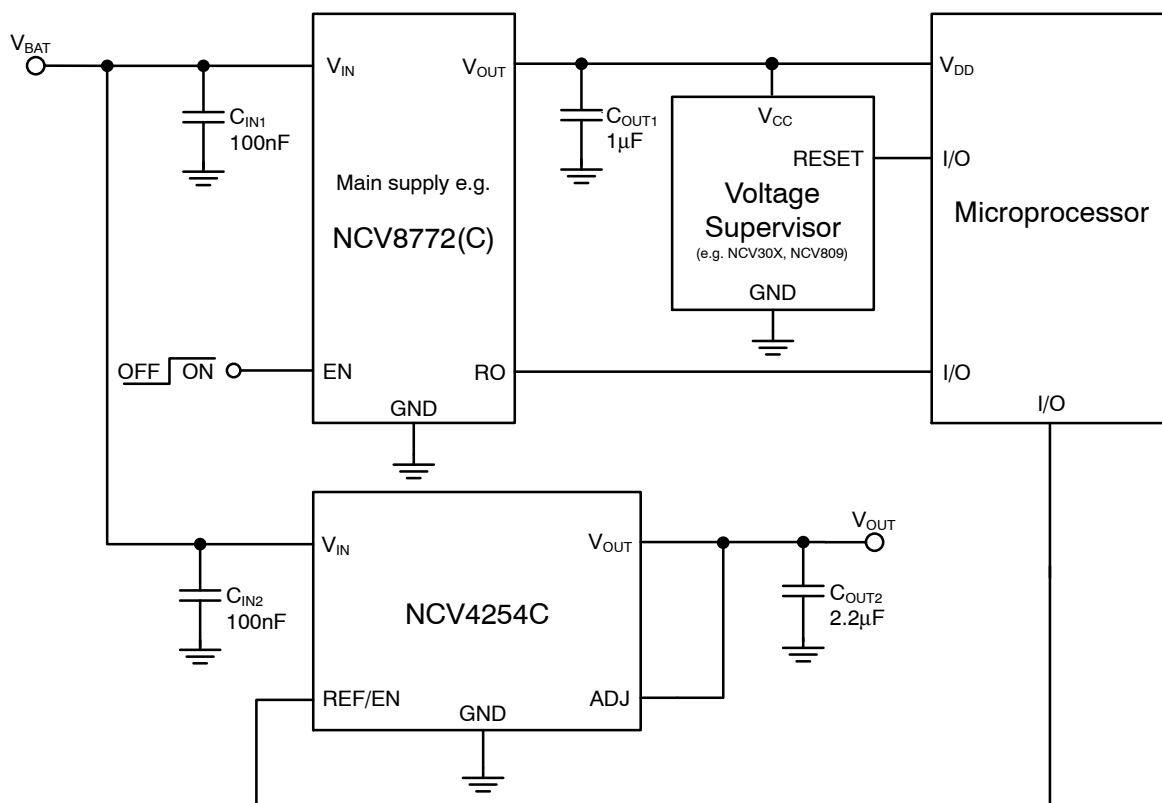 V_BAT
V_IN
V_OUT
C_IN1
100nF
C_OUT1
1μF
V_DD
V_CC
RESET
I/O
Main supply e.g.
NCV8772(C)
Voltage
Supervisor
(e.g. NCV30X, NCV809)
GND
Microprocessor
OFF ON
EN
RO
I/O
GND
I/O
V_IN
V_OUT
V_OUT
C_IN2
100nF
NCV4254C
C_OUT2
2.2μF
REF/EN
GND
ADJ